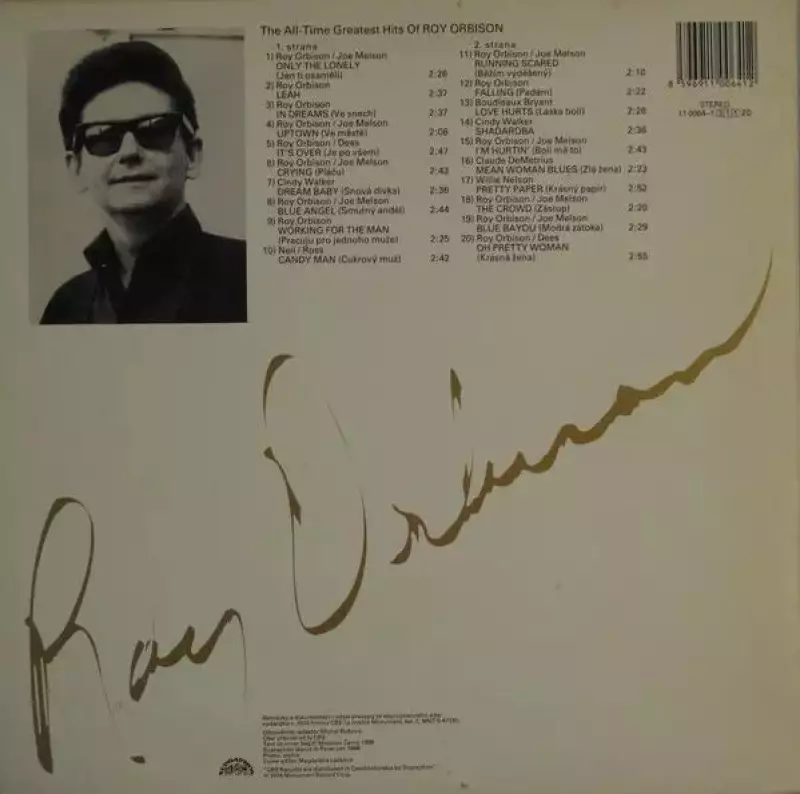 The All-Time Greatest Hits Of ROY ORBISON
1. strana
1) Roy Orbison / Joe Melson
ONLY THE LONELY
(Jen ti osamělí) 2:26
2) Roy Orbison
LEAH 2:37
3) Roy Orbison
IN DREAMS (Ve snech) 2:37
4) Roy Orbison / Joe Melson
UPTOWN (Ve městě) 2:06
5) Roy Orbison / Dees
IT'S OVER (Je po všem) 2:47
6) Roy Orbison / Joe Melson
CRYING (Pláču) 2:43
7) Cindy Walker
DREAM BABY (Snová dívka) 2:36
8) Roy Orbison / Joe Melson
BLUE ANGEL (Smutný anděl) 2:44
9) Roy Orbison
WORKING FOR THE MAN
(Pracuju pro jednoho muže) 2:25
10) Neil / Ross
CANDY MAN (Cukrový muž) 2:42
2. strana
11) Roy Orbison / Joe Melson
RUNNING SCARED
(Běžím vyděšený) 2:10
12) Roy Orbison
FALLING (Padám) 2:22
13) Boudleaux Bryant
LOVE HURTS (Láska bolí) 2:26
14) Cindy Walker
SHADAROBA 2:36
15) Roy Orbison / Joe Melson
I'M HURTIN' (Bolí mě to) 2:43
16) Claude DeMetrius
MEAN WOMAN BLUES (Zlá žena) 2:23
17) Willie Nelson
PRETTY PAPER (Krásný papír) 2:52
18) Roy Orbison / Joe Melson
THE CROWD (Zástup) 2:20
19) Roy Orbison / Joe Melson
BLUE BAYOU (Modrá zátoka) 2:29
20) Roy Orbison / Dees
OH PRETTY WOMAN
(Krásná žena) 2:55
8 596911 006412
STEREO
Roy Orbison